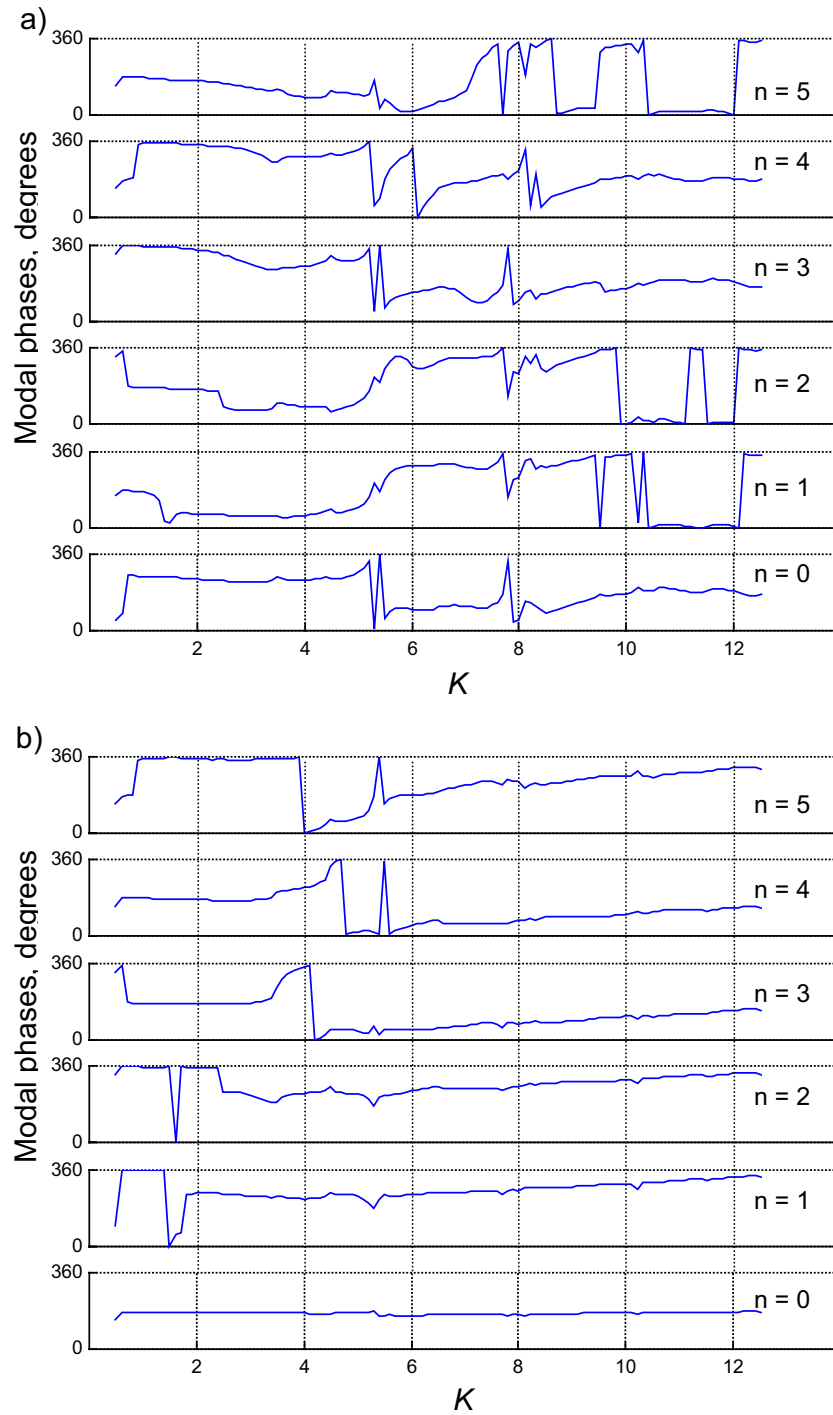 a)
Modal phases, degrees
360
0
n = 5
360
0
n = 4
360
0
n = 3
360
0
n = 2
360
0
n = 1
360
0
n = 0
2 4 6 8 10 12
K
b)
Modal phases, degrees
360
0
n = 5
360
0
n = 4
360
0
n = 3
360
0
n = 2
360
0
n = 1
360
0
n = 0
2 4 6 8 10 12
K